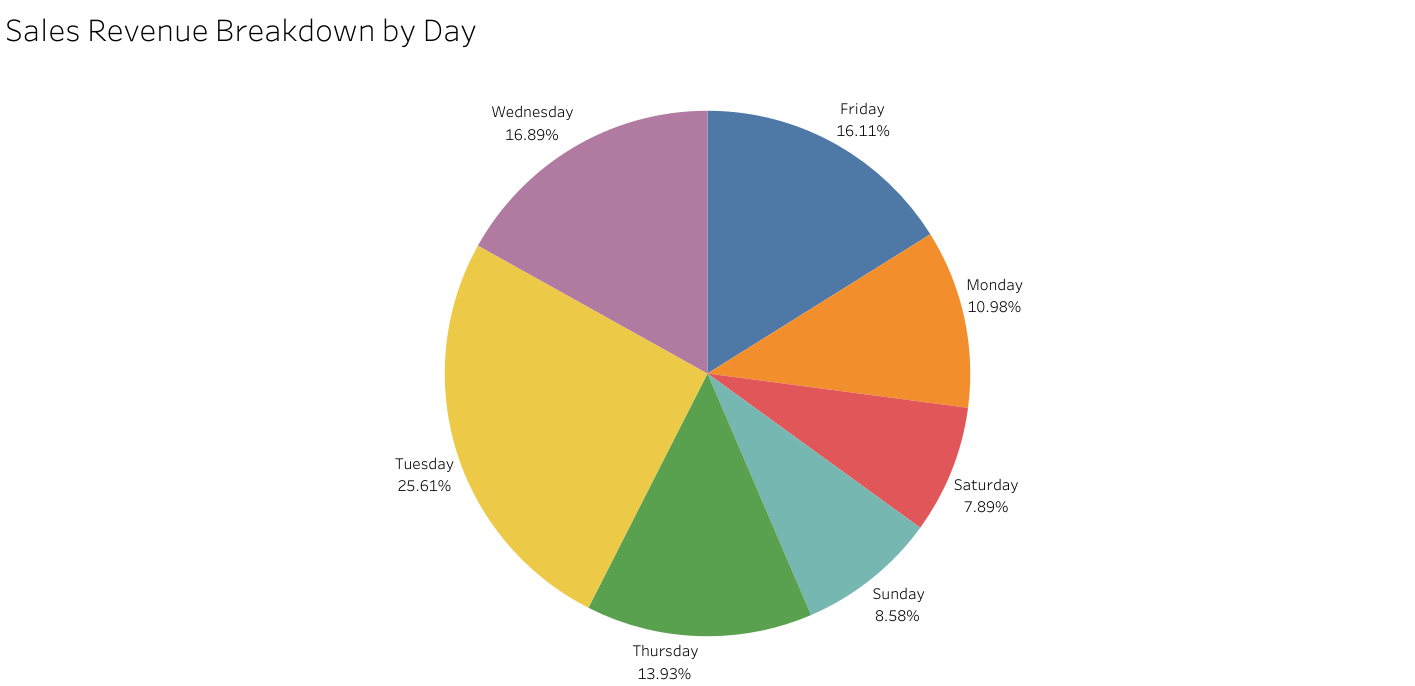 Sales Revenue Breakdown by Day
Wednesday
16.89%
Friday
16.11%
Monday
10.98%
Tuesday
25.61%
Saturday
7.89%
Sunday
8.58%
Thursday
13.93%